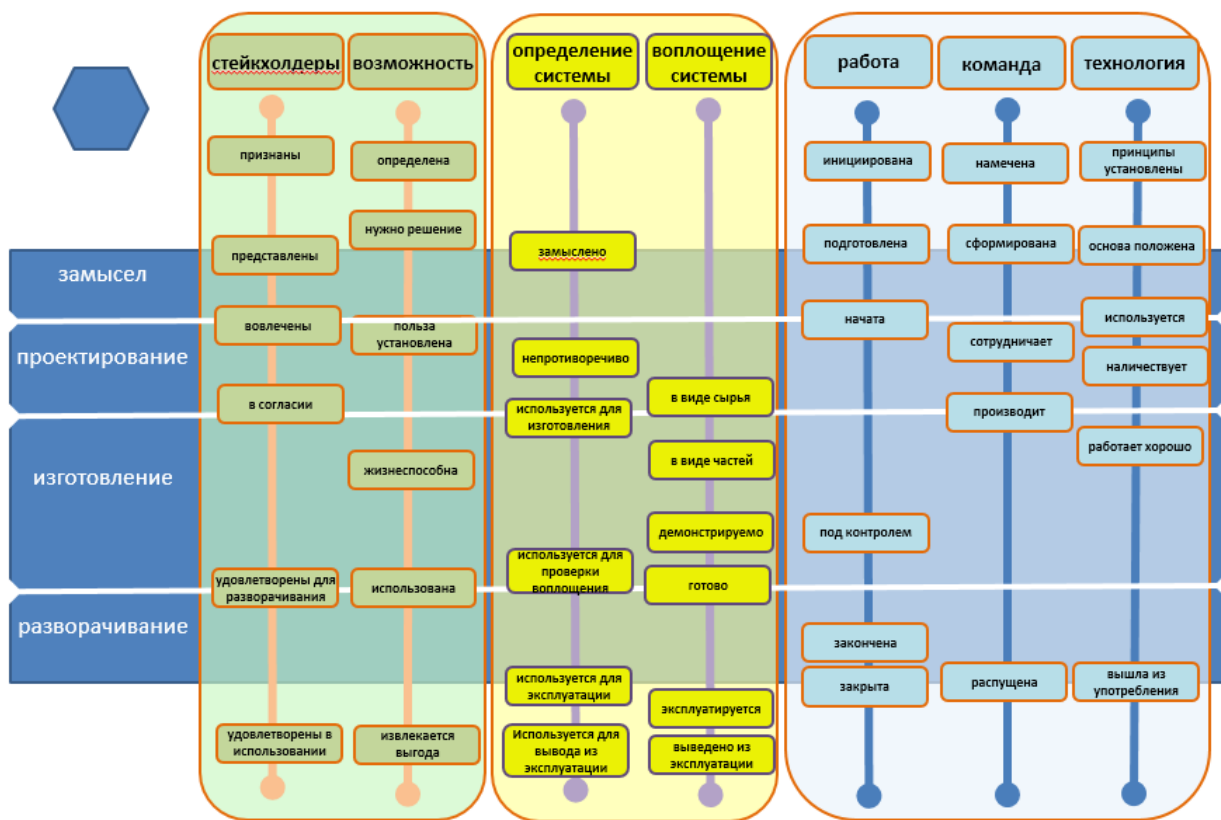 стейкхолдеры
возможность
определение
системы
воплощение
системы
работа
команда
технология
признаны
определена
инициирована
намечена
принципы
установлены
нужно решение
представлены
замыслено
подготовлена
сформирована
основа положена
замысел
вовлечены
польза
установлена
начата
используется
проектирование
непротиворечиво
сотрудничает
наличествует
в согласии
используется для
изготовления
в виде сырья
производит
изготовление
жизнеспособна
в виде частей
работает хорошо
демонстрируемо
под контролем
удовлетворены для
разворачивания
использована
используется для
проверки
воплощения
готово
разворачивание
закончена
используется для
эксплуатации
закрыта
распущена
вышла из
употребления
эксплуатируется
удовлетворены в
использовании
извлекается
выгода
Используется для
вывода из
эксплуатации
выведено из
эксплуатации